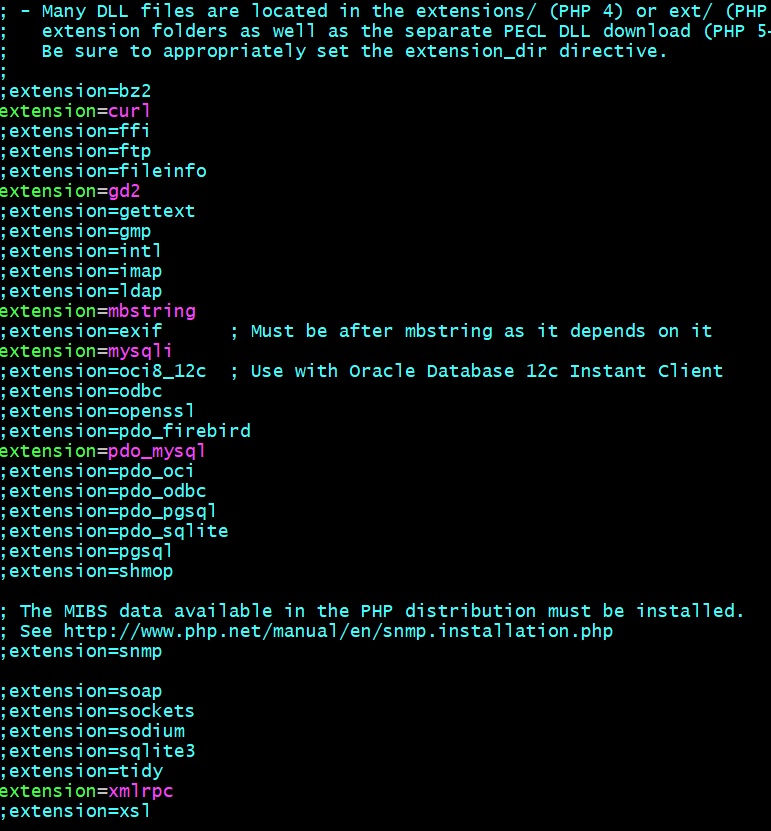 ; - Many DLL files are located in the extensions/ (PHP 4) or ext/ (PHP
;   extension folders as well as the separate PECL DLL download (PHP 5-
;   Be sure to appropriately set the extension_dir directive.
;
;extension=bz2
extension=curl
;extension=ffi
;extension=ftp
;extension=fileinfo
extension=gd2
;extension=gettext
;extension=gmp
;extension=intl
;extension=imap
;extension=ldap
extension=mbstring
;extension=exif      ; Must be after mbstring as it depends on it
extension=mysqli
;extension=oci8_12c  ; Use with Oracle Database 12c Instant Client
;extension=odbc
;extension=openssl
;extension=pdo_firebird
extension=pdo_mysql
;extension=pdo_oci
;extension=pdo_odbc
;extension=pdo_pgsql
;extension=pdo_sqlite
;extension=pgsql
;extension=shmop
; The MIBS data available in the PHP distribution must be installed.
; See http://www.php.net/manual/en/snmp.installation.php
;extension=snmp
;extension=soap
;extension=sockets
;extension=sodium
;extension=sqlite3
;extension=tidy
extension=xmlrpc
;extension=xsl